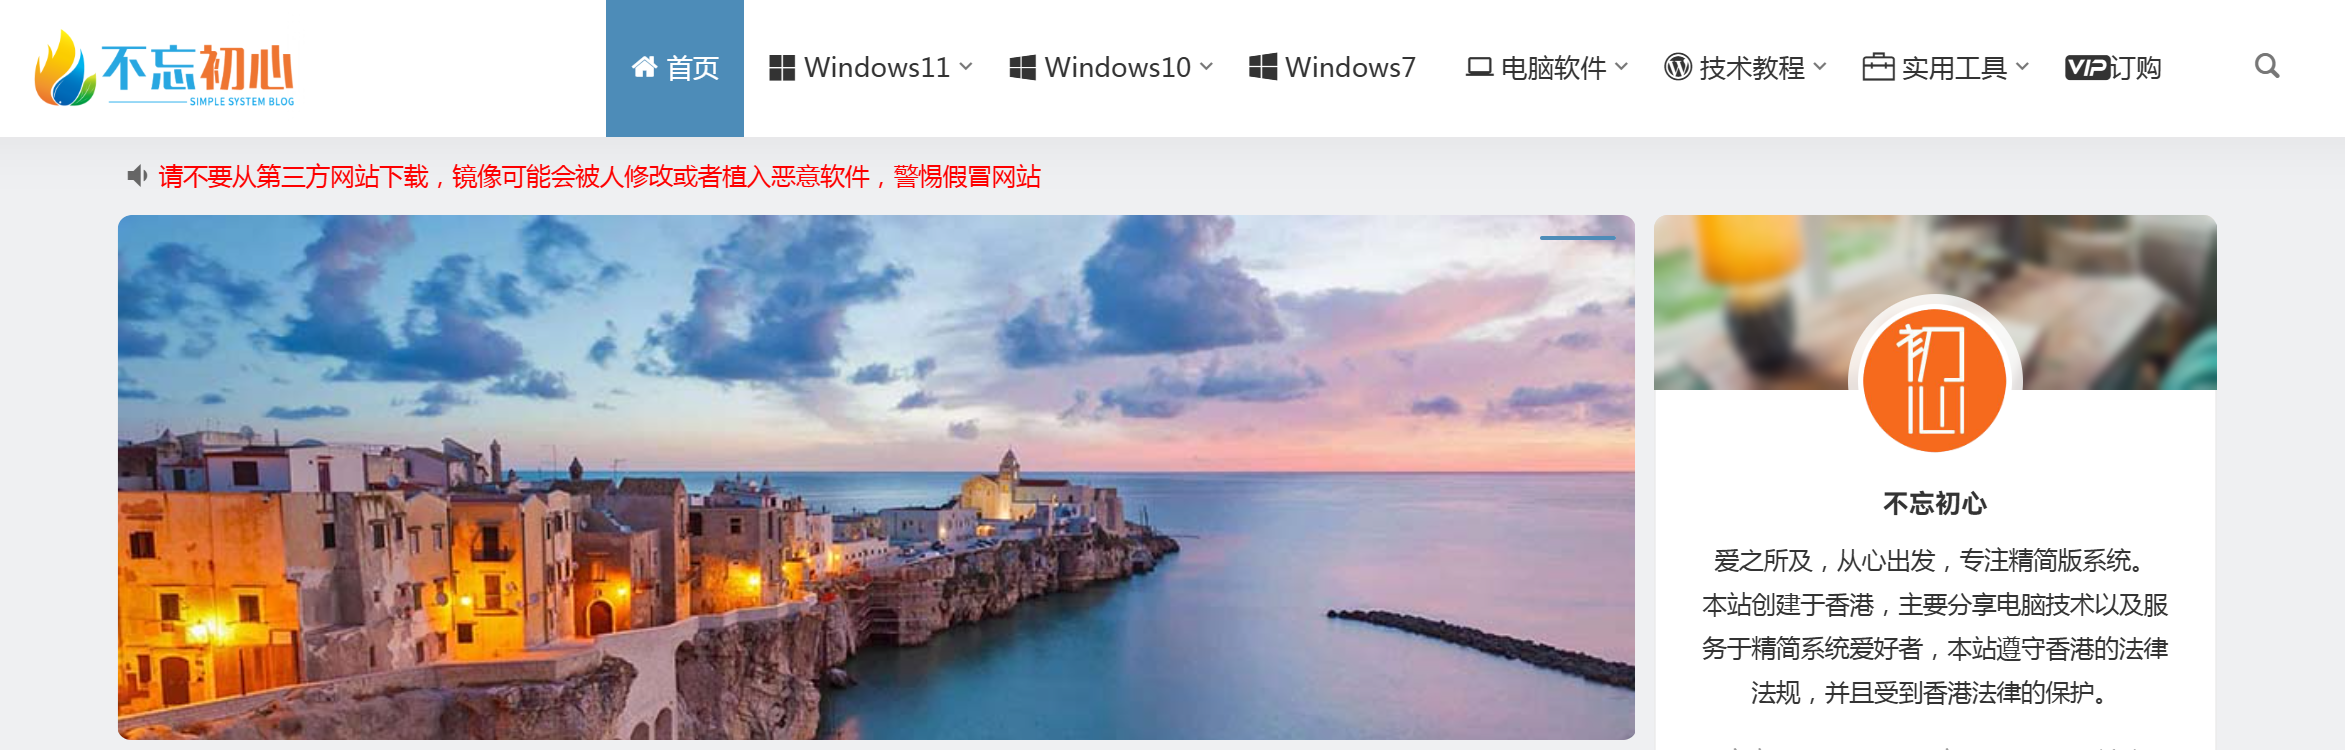 不忘初心
SIMPLE SYSTEM BLOG
首页 Windows11 Windows10 Windows7 电脑软件 技术教程 实用工具 VIP订购
请不要从第三方网站下载，镜像可能会被人修改或者植入恶意软件，警惕假冒网站
初心
不忘初心
爱之所及，从心出发，专注精简版系统。
本站创建于香港，主要分享电脑技术以及服
务于精简系统爱好者，本站遵守香港的法律
法规，并且受到香港法律的保护。